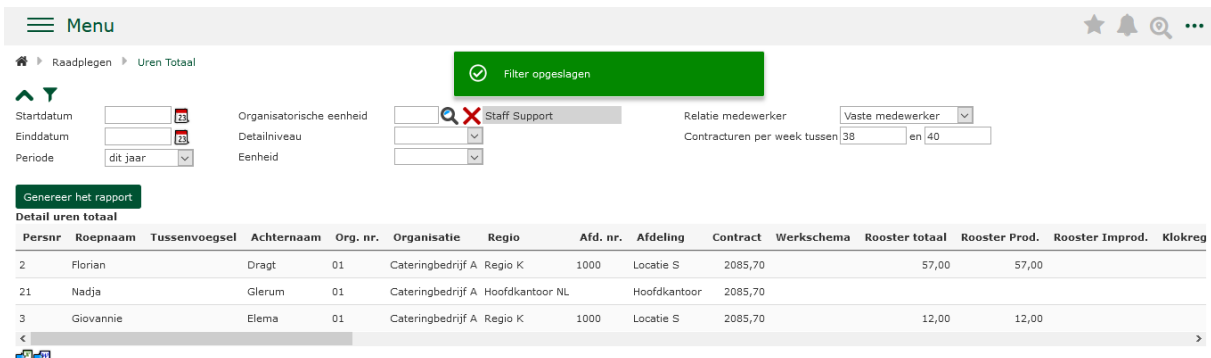 Menu
Raadplegen Uren Totaal
Filter opgeslagen
Startdatum 23 Organisatorische eenheid Staff Support Relatie medewerker Vaste medewerker
Einddatum 23 Detailniveau Contracturen per week tussen 38 en 40
Periode dit jaar Eenheid
Genereer het rapport
Detail uren totaal
Persnr Roepnaam Tussenvoegsel Achternaam Org. nr. Organisatie Regio Afd. nr. Afdeling Contract Werkschema Rooster totaal Rooster Prod. Rooster Improd. Klokreg
2 Florian Dragt 01 Cateringbedrijf A Regio K 1000 Locatie S 2085,70 57,00 57,00
21 Nadja Glerum 01 Cateringbedrijf A Hoofdkantoor NL Hoofdkantoor 2085,70
3 Giovannie Elema 01 Cateringbedrijf A Regio K 1000 Locatie S 2085,70 12,00 12,00